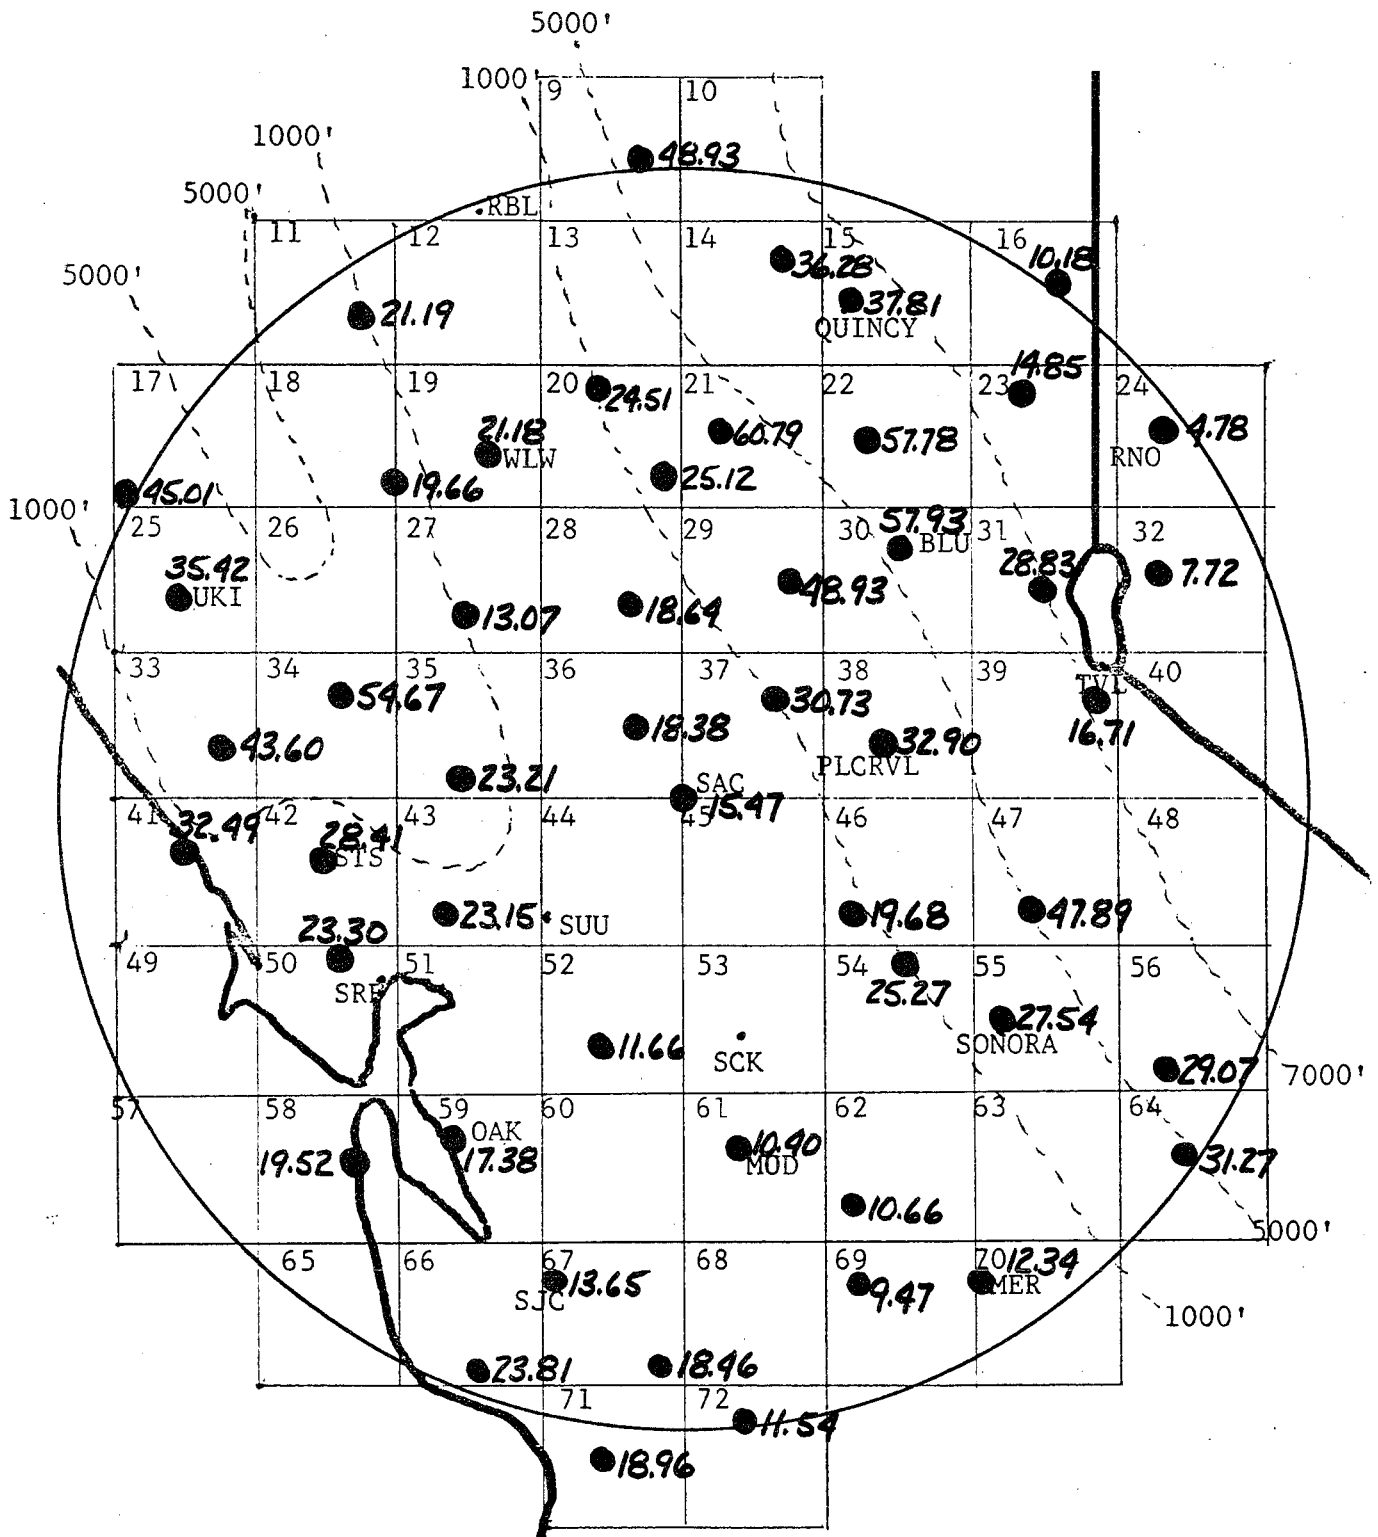 5000'
1000' 9 10
1000'
48.93
5000'
RBL
11 12 13 14 15 16
5000' 36.28 10.18
21.19 37.81
QUINCY
17 18 19 20 21 22 23 14.85 24
24.51
21.18 60.79 57.78 4.78
WLW RNO
45.01 19.66 25.12
1000' 25 26 27 28 29 30 57.93 31 32
BLU
35.42 28.83 7.72
UKI 48.93
13.07 18.64
33 34 35 36 37 38 39 40
TVL
54.67 30.73
43.60 18.38 32.90 16.71
PLCRVL
23.21 SAC
15.47
41 42 43 44 45 46 47 48
32.49 28.41
STS
23.15 SUU 19.68 47.89
23.30
49 50 51 52 53 54 55 56
SRF 25.27
27.54
11.66 SCK SONORA
29.07 7000'
57 58 59 60 61 62 63 64
OAK
19.52 17.38 10.40 31.27
MOD
10.66
5000'
65 66 67 68 69 70 12.34
13.65 9.47 MER
SJC
1000'
23.81 18.46
71 72
11.54
18.96